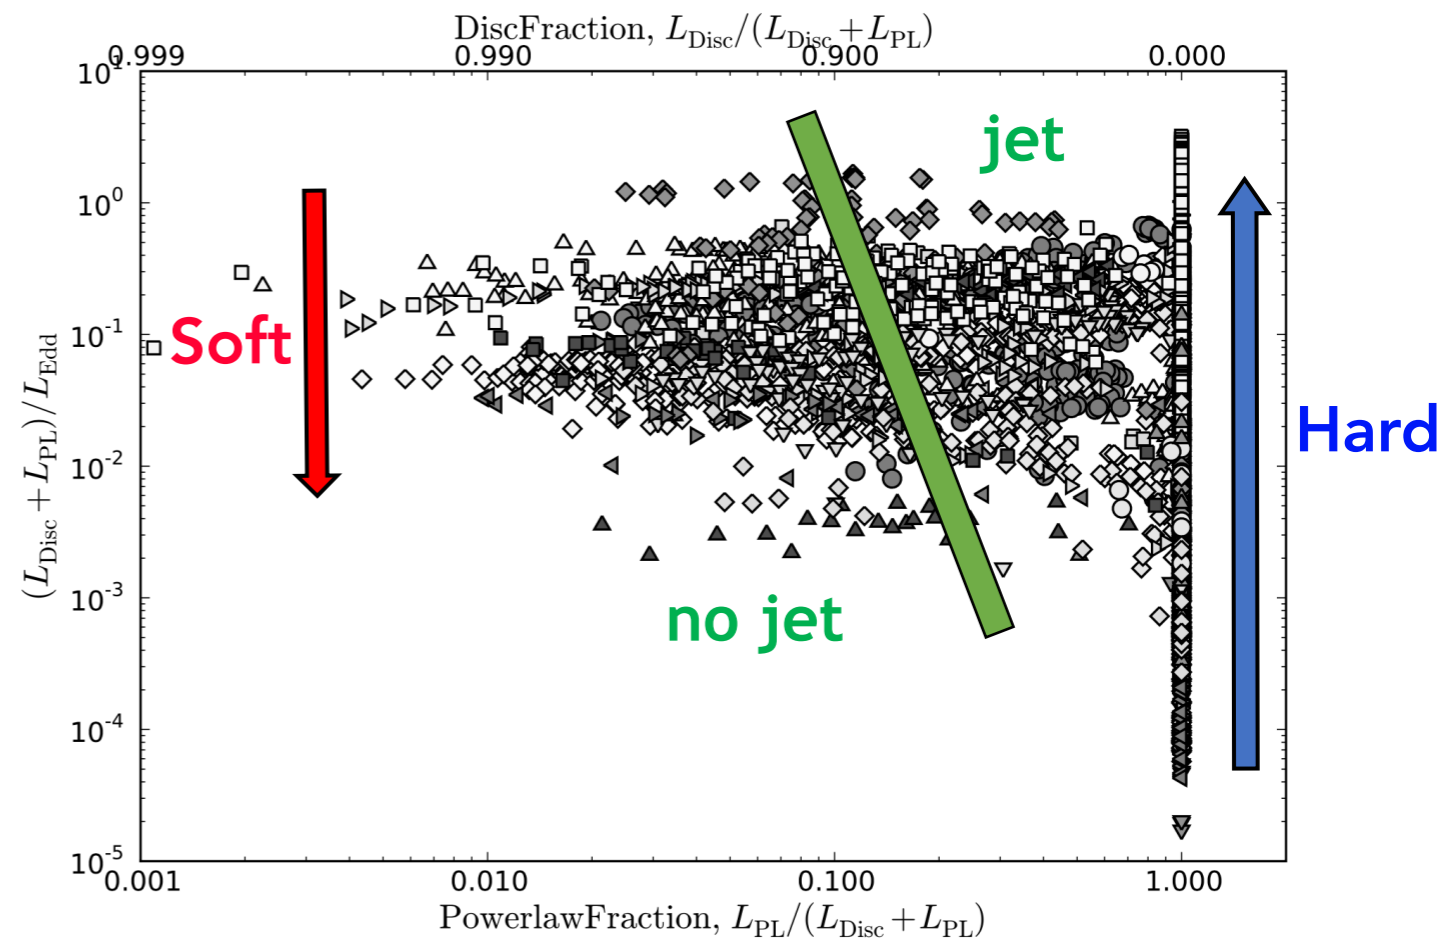 DiscFraction, L_Disc/(L_Disc+L_PL)
0.999 0.990 0.900 0.000
10^1
jet
10^0
Soft
10^-1
(L_Disc+L_PL)/L_Edd
Hard
10^-2
no jet
10^-3
10^-4
10^-5
0.001 0.010 0.100 1.000
PowerlawFraction, L_PL/(L_Disc+L_PL)